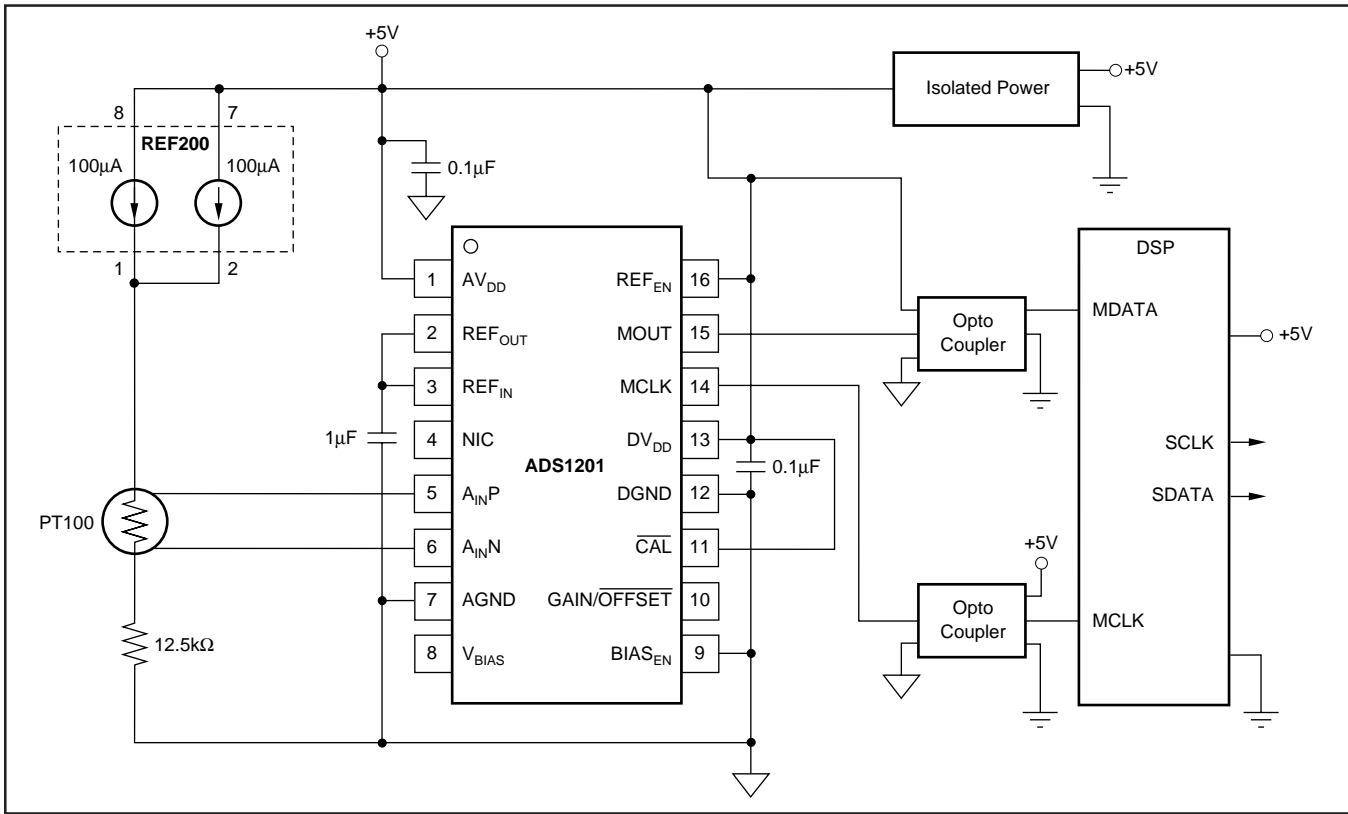 +5V
Isolated Power
+5V
8
7
REF200
100µA
100µA
0.1µF
1
2
DSP
1
AVDD
REFEN
16
MDATA
Opto
Coupler
2
REFOUT
MOUT
15
+5V
3
REFIN
MCLK
14
1µF
4
NIC
DVDD
13
SCLK
ADS1201
0.1µF
5
AINP
DGND
12
SDATA
PT100
6
AINN
CAL
11
+5V
7
AGND
GAIN/OFFSET
10
Opto
Coupler
MCLK
12.5kΩ
8
VBIAS
BIASEN
9